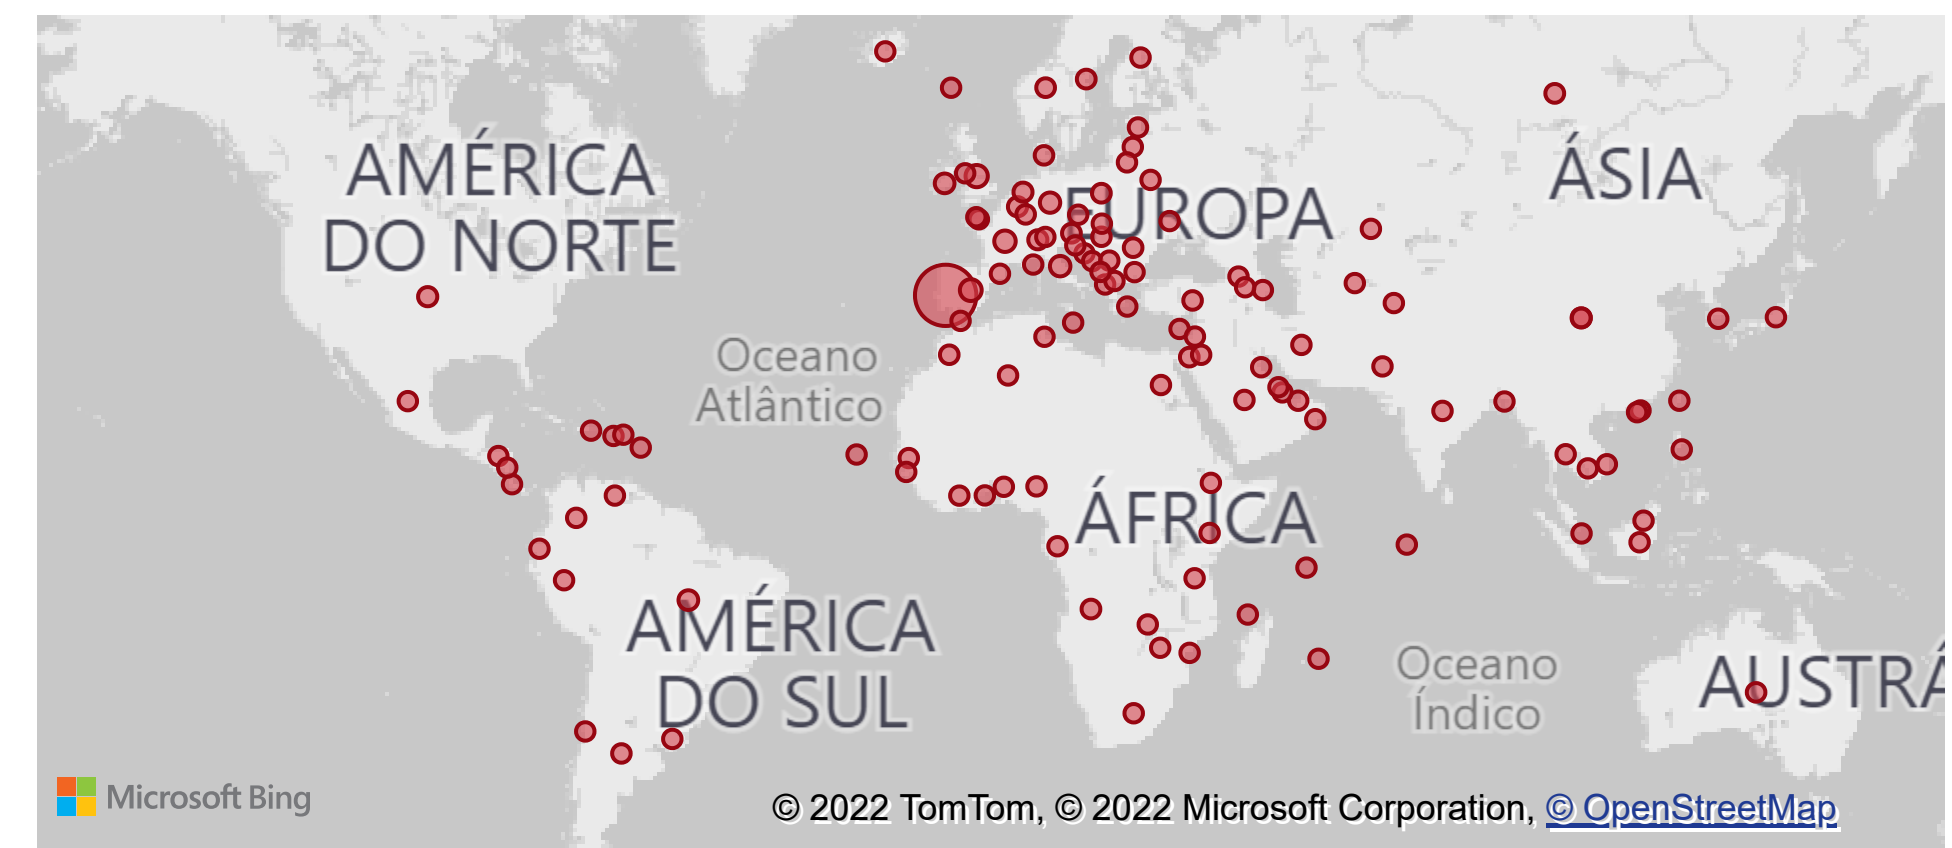 AMÉRICA
DO NORTE
ÁSIA
EUROPA
Oceano
Atlântico
ÁFRICA
AMÉRICA
DO SUL
Oceano
Índico
AUSTRÁ
Microsoft Bing
© 2022 TomTom, © 2022 Microsoft Corporation, © OpenStreetMap